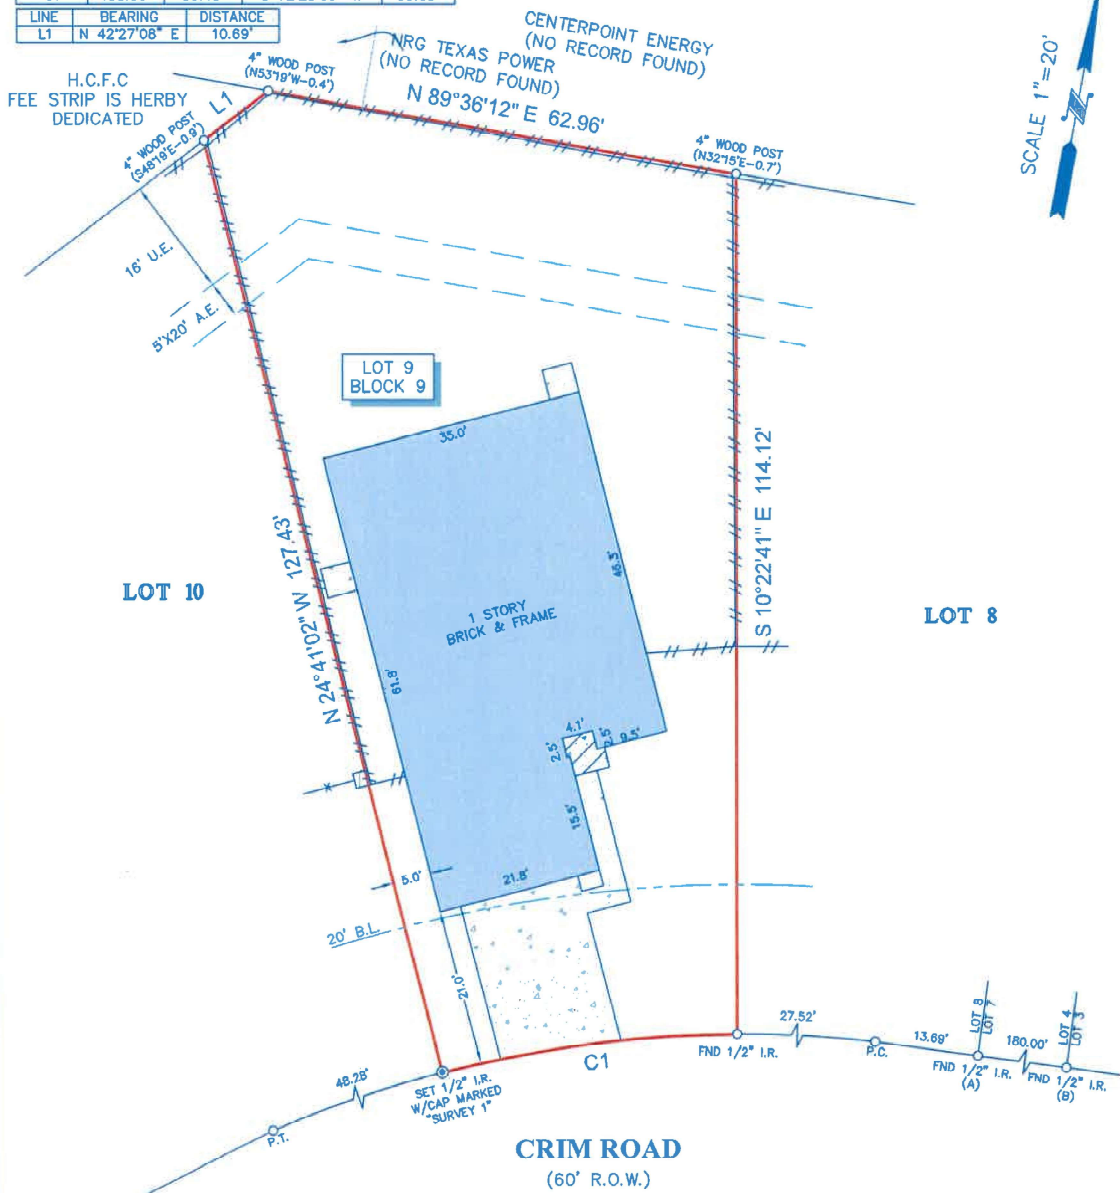 LINE BEARING DISTANCE
L1 N 42°27'08" E 10.69'
H.C.F.C
FEE STRIP IS HERBY
DEDICATED
L1
4" WOOD POST
(N53°19'W-0.4')
NRG TEXAS POWER
(NO RECORD FOUND)
CENTERPOINT ENERGY
(NO RECORD FOUND)
N 89°36'12" E 62.96'
SCALE 1"=20'
4" WOOD POST
(S48°19'E-0.9')
4" WOOD POST
(N32°15'E-0.7')
16' U.E.
5'X20' A.E.
LOT 9
BLOCK 9
35.0'
N 24°41'02" W 127.43'
S 10°22'41" E 114.12'
LOT 10
LOT 8
1 STORY
BRICK & FRAME
61.8'
4.1'
2.5'
2.5'
9.5'
15.5'
5.0'
21.8'
20' B.L.
21.0'
C1
SET 1/2" I.R.
W/CAP MARKED
"SURVEY 1"
48.28'
P.T.
FND 1/2" I.R.
27.52'
P.C.
13.69'
LOT 8
LOT 7
FND 1/2" I.R.
(A)
180.00'
LOT 4
LOT 3
FND 1/2" I.R.
(B)
CRIM ROAD
(60' R.O.W.)